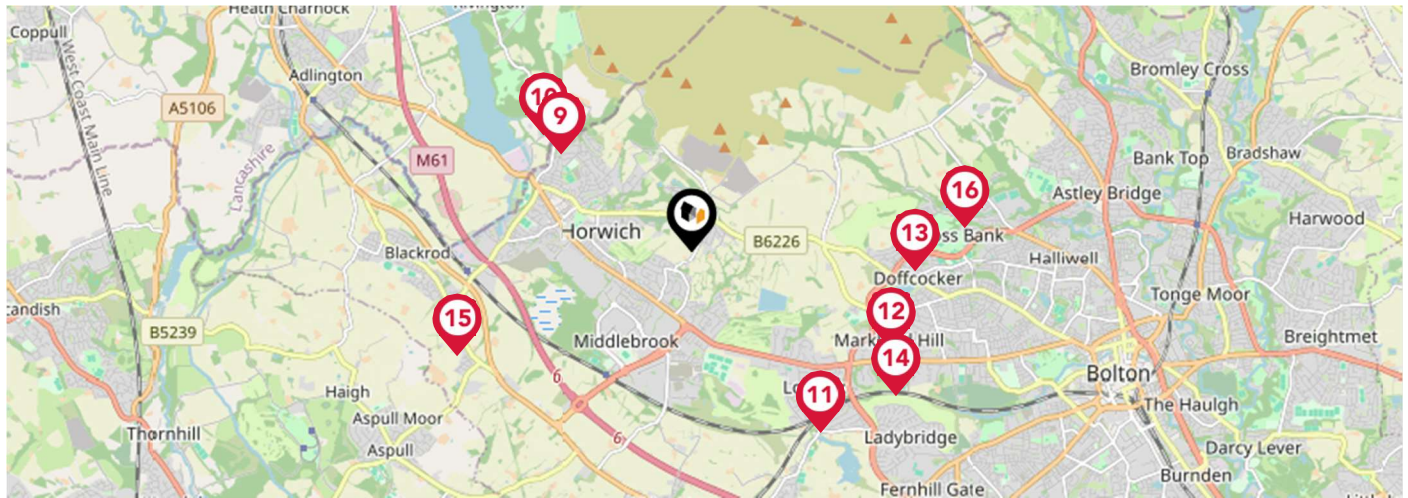 Heath Charnock
Rivington
Coppull
West Coast Main Line
Adlington
A5106
Lancashire
M61
10
9
Bromley Cross
Bank Top
Bradshaw
Astley Bridge
16
Harwood
13
Horwich
B6226
Blackrod
Doffcocker
Halliwell
Tonge Moor
15
12
B5239
Middlebrook
Hill
Breightmet
14
6
Bolton
Haigh
11
The Haulgh
Aspull Moor
Thornhill
6
Ladybridge
Aspull
Darcy Lever
Burnden
Fernhill Gate